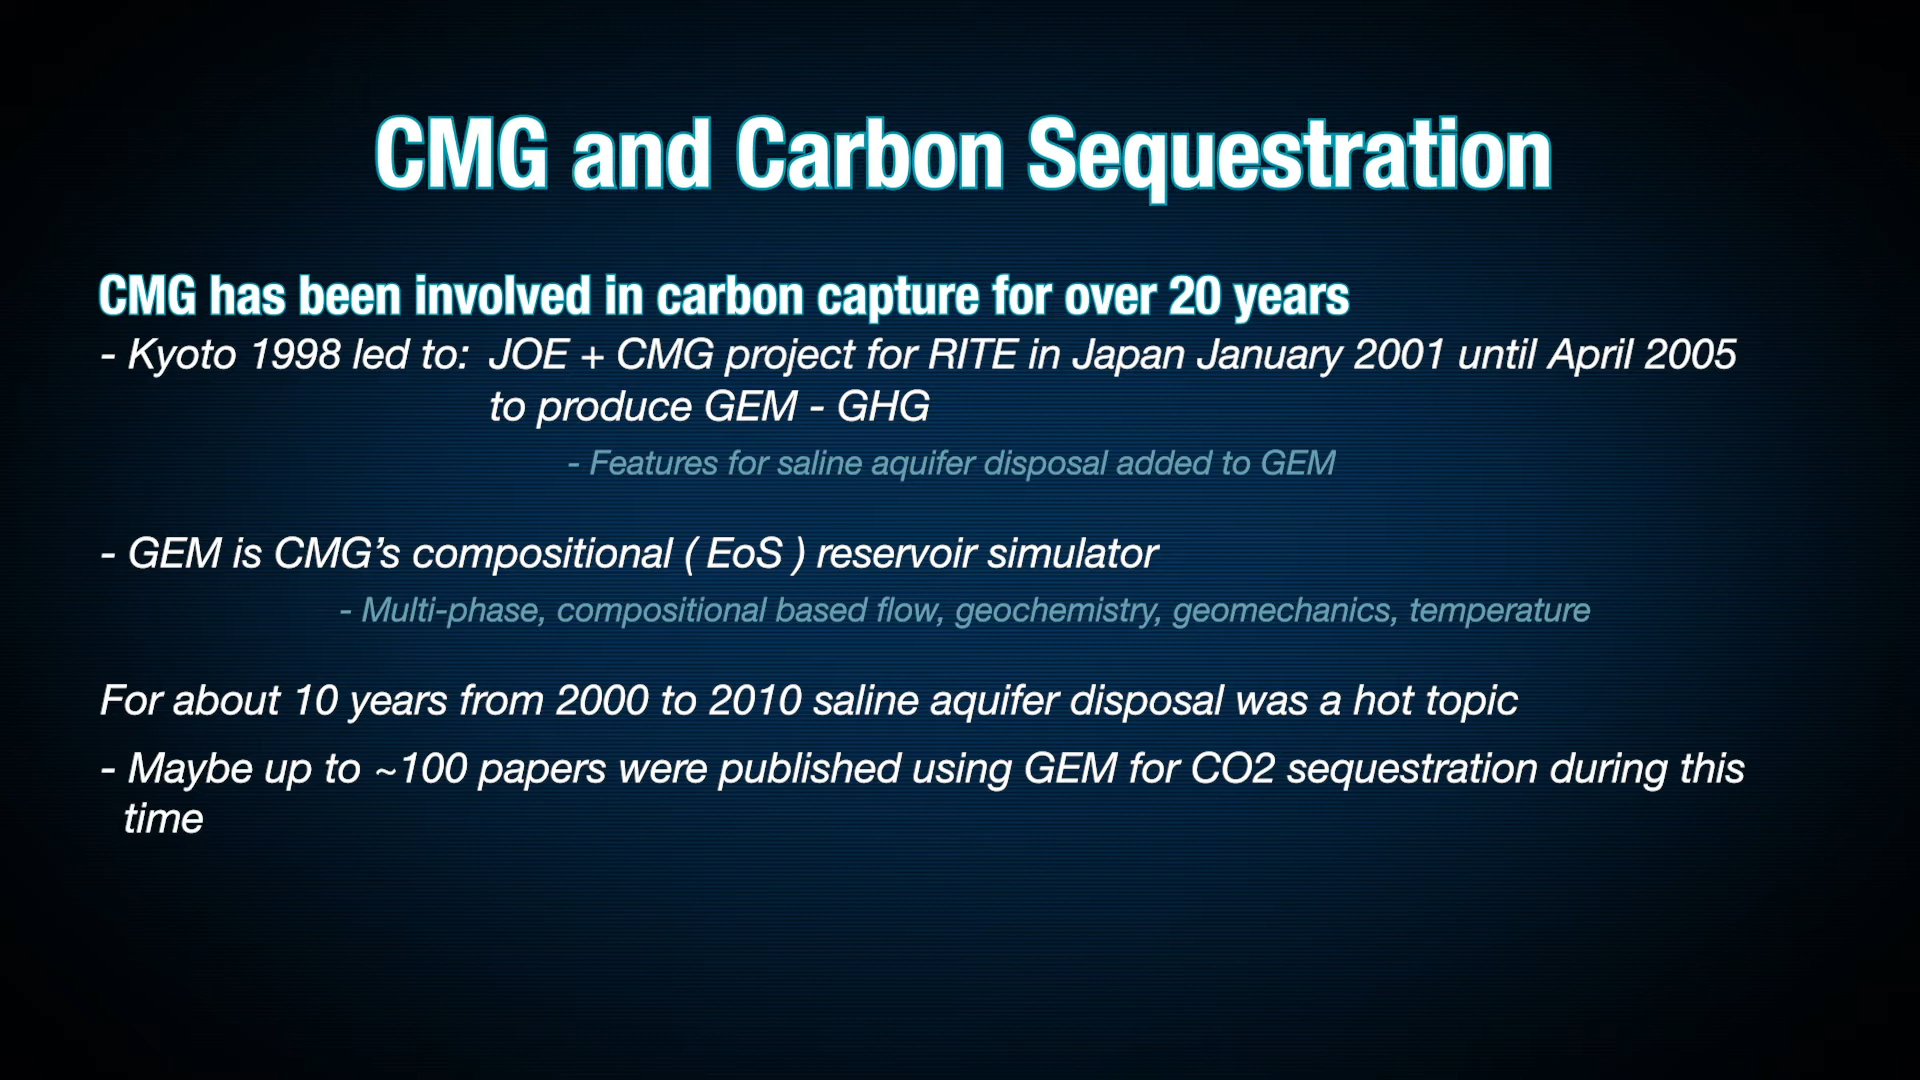 CMG and Carbon Sequestration
CMG has been involved in carbon capture for over 20 years
- Kyoto 1998 led to: JOE + CMG project for RITE in Japan January 2001 until April 2005
to produce GEM - GHG
- Features for saline aquifer disposal added to GEM
- GEM is CMG’s compositional ( EoS ) reservoir simulator
- Multi-phase, compositional based flow, geochemistry, geomechanics, temperature
For about 10 years from 2000 to 2010 saline aquifer disposal was a hot topic
- Maybe up to ~100 papers were published using GEM for CO2 sequestration during this
time